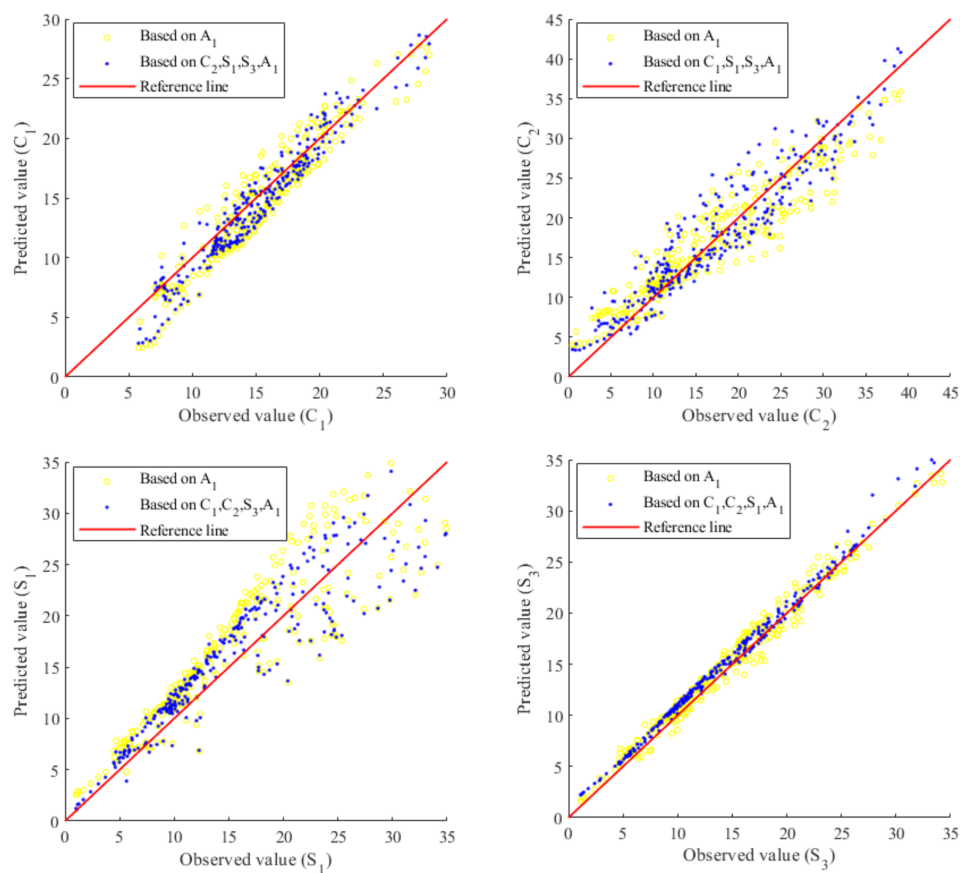 30
25
20
15
10
5
0
0 5 10 15 20 25 30
Predicted value (C1)
Observed value (C1)
Based on A1
Based on C2,S1,S3,A1
Reference line
45
40
35
30
25
20
15
10
5
0
0 5 10 15 20 25 30 35 40 45
Predicted value (C2)
Observed value (C2)
Based on A1
Based on C1,S1,S3,A1
Reference line
35
30
25
20
15
10
5
0
0 5 10 15 20 25 30 35
Predicted value (S1)
Observed value (S1)
Based on A1
Based on C1,C2,S3,A1
Reference line
35
30
25
20
15
10
5
0
0 5 10 15 20 25 30 35
Predicted value (S3)
Observed value (S3)
Based on A1
Based on C1,C2,S1,A1
Reference line